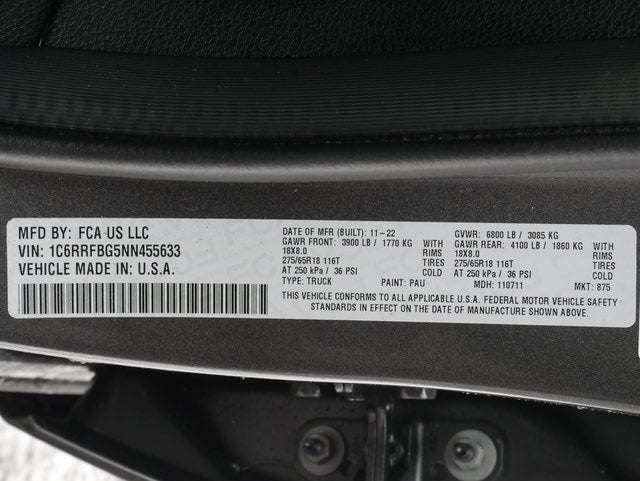 MFD BY: FCA US LLC
VIN: 1C6RRFBG5NN455633
VEHICLE MADE IN: U.S.A.
DATE OF MFR (BUILT): 11-22 GVWR: 6800 LB / 3085 KG
GAWR FRONT: 3900 LB / 1770 KG WITH GAWR REAR: 4100 LB / 1860 KG WITH
18X8.0 RIMS 18X8.0 RIMS
275/65R18 116T TIRES 275/65R18 116T TIRES
AT 250 kPa / 36 PSI COLD AT 250 kPa / 36 PSI COLD
TYPE: TRUCK PAINT: PAU MDH: 110711 MKT: 875
THIS VEHICLE CONFORMS TO ALL APPLICABLE U.S.A. FEDERAL MOTOR VEHICLE SAFETY
STANDARDS IN EFFECT ON THE DATE OF MANUFACTURE SHOWN ABOVE.